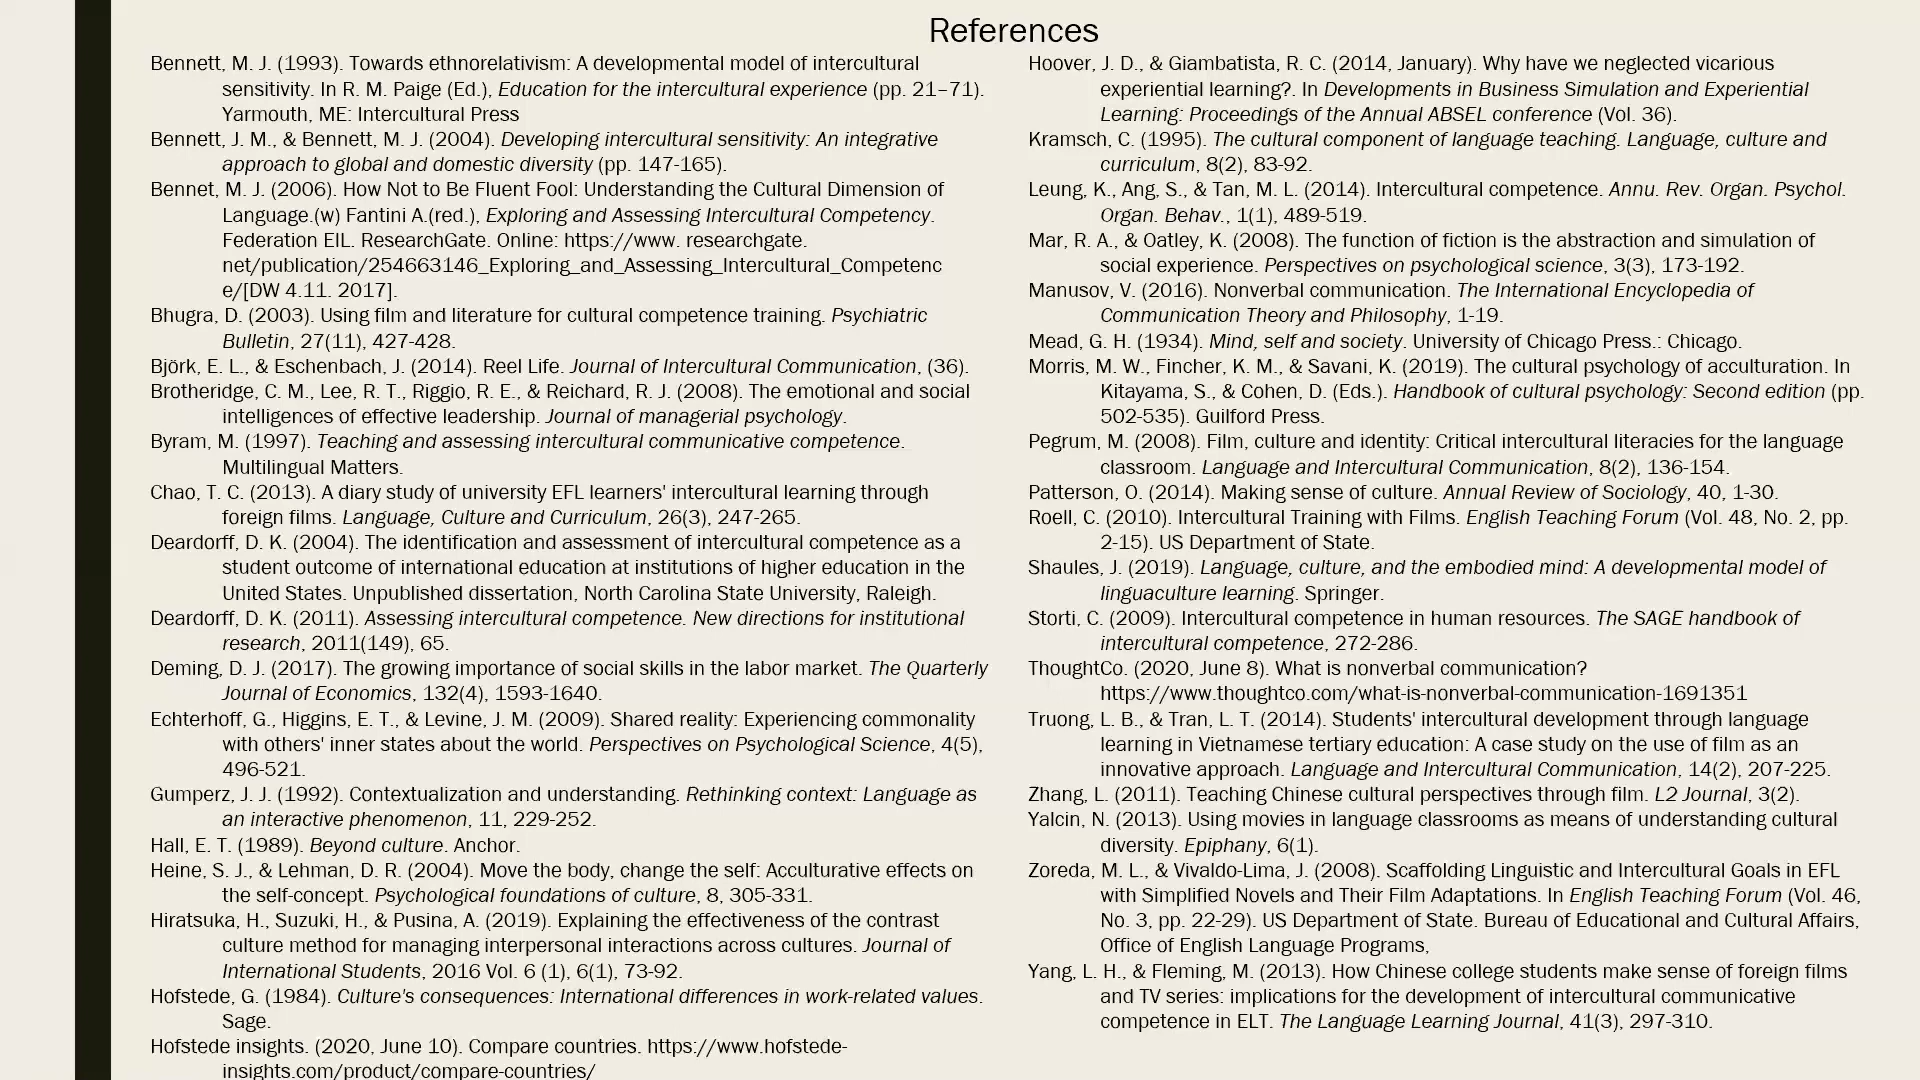 References
Bennett, M. J. (1993). Towards ethnorelativism: A developmental model of intercultural
sensitivity. In R. M. Paige (Ed.), Education for the intercultural experience (pp. 21–71).
Yarmouth, ME: Intercultural Press
Bennett, J. M., & Bennett, M. J. (2004). Developing intercultural sensitivity: An integrative
approach to global and domestic diversity (pp. 147-165).
Bennet, M. J. (2006). How Not to Be Fluent Fool: Understanding the Cultural Dimension of
Language.(w) Fantini A.(red.), Exploring and Assessing Intercultural Competency.
Federation EIL. ResearchGate. Online: https://www. researchgate.
net/publication/254663146_Exploring_and_Assessing_Intercultural_Competenc
e/[DW 4.11. 2017].
Bhugra, D. (2003). Using film and literature for cultural competence training. Psychiatric
Bulletin, 27(11), 427-428.
Björk, E. L., & Eschenbach, J. (2014). Reel Life. Journal of Intercultural Communication, (36).
Brotheridge, C. M., Lee, R. T., Riggio, R. E., & Reichard, R. J. (2008). The emotional and social
intelligences of effective leadership. Journal of managerial psychology.
Byram, M. (1997). Teaching and assessing intercultural communicative competence.
Multilingual Matters.
Chao, T. C. (2013). A diary study of university EFL learners' intercultural learning through
foreign films. Language, Culture and Curriculum, 26(3), 247-265.
Deardorff, D. K. (2004). The identification and assessment of intercultural competence as a
student outcome of international education at institutions of higher education in the
United States. Unpublished dissertation, North Carolina State University, Raleigh.
Deardorff, D. K. (2011). Assessing intercultural competence. New directions for institutional
research, 2011(149), 65.
Deming, D. J. (2017). The growing importance of social skills in the labor market. The Quarterly
Journal of Economics, 132(4), 1593-1640.
Echterhoff, G., Higgins, E. T., & Levine, J. M. (2009). Shared reality: Experiencing commonality
with others' inner states about the world. Perspectives on Psychological Science, 4(5),
496-521.
Gumperz, J. J. (1992). Contextualization and understanding. Rethinking context: Language as
an interactive phenomenon, 11, 229-252.
Hall, E. T. (1989). Beyond culture. Anchor.
Heine, S. J., & Lehman, D. R. (2004). Move the body, change the self: Acculturative effects on
the self-concept. Psychological foundations of culture, 8, 305-331.
Hiratsuka, H., Suzuki, H., & Pusina, A. (2019). Explaining the effectiveness of the contrast
culture method for managing interpersonal interactions across cultures. Journal of
International Students, 2016 Vol. 6 (1), 6(1), 73-92.
Hofstede, G. (1984). Culture's consequences: International differences in work-related values.
Sage.
Hofstede insights. (2020, June 10). Compare countries. https://www.hofstede-
insights.com/product/compare-countries/
Hoover, J. D., & Giambatista, R. C. (2014, January). Why have we neglected vicarious
experiential learning?. In Developments in Business Simulation and Experiential
Learning: Proceedings of the Annual ABSEL conference (Vol. 36).
Kramsch, C. (1995). The cultural component of language teaching. Language, culture and
curriculum, 8(2), 83-92.
Leung, K., Ang, S., & Tan, M. L. (2014). Intercultural competence. Annu. Rev. Organ. Psychol.
Organ. Behav., 1(1), 489-519.
Mar, R. A., & Oatley, K. (2008). The function of fiction is the abstraction and simulation of
social experience. Perspectives on psychological science, 3(3), 173-192.
Manusov, V. (2016). Nonverbal communication. The International Encyclopedia of
Communication Theory and Philosophy, 1-19.
Mead, G. H. (1934). Mind, self and society. University of Chicago Press.: Chicago.
Morris, M. W., Fincher, K. M., & Savani, K. (2019). The cultural psychology of acculturation. In
Kitayama, S., & Cohen, D. (Eds.). Handbook of cultural psychology: Second edition (pp.
502-535). Guilford Press.
Pegrum, M. (2008). Film, culture and identity: Critical intercultural literacies for the language
classroom. Language and Intercultural Communication, 8(2), 136-154.
Patterson, O. (2014). Making sense of culture. Annual Review of Sociology, 40, 1-30.
Roell, C. (2010). Intercultural Training with Films. English Teaching Forum (Vol. 48, No. 2, pp.
2-15). US Department of State.
Shaules, J. (2019). Language, culture, and the embodied mind: A developmental model of
linguaculture learning. Springer.
Storti, C. (2009). Intercultural competence in human resources. The SAGE handbook of
intercultural competence, 272-286.
ThoughtCo. (2020, June 8). What is nonverbal communication?
https://www.thoughtco.com/what-is-nonverbal-communication-1691351
Truong, L. B., & Tran, L. T. (2014). Students' intercultural development through language
learning in Vietnamese tertiary education: A case study on the use of film as an
innovative approach. Language and Intercultural Communication, 14(2), 207-225.
Zhang, L. (2011). Teaching Chinese cultural perspectives through film. L2 Journal, 3(2).
Yalcin, N. (2013). Using movies in language classrooms as means of understanding cultural
diversity. Epiphany, 6(1).
Zoreda, M. L., & Vivaldo-Lima, J. (2008). Scaffolding Linguistic and Intercultural Goals in EFL
with Simplified Novels and Their Film Adaptations. In English Teaching Forum (Vol. 46,
No. 3, pp. 22-29). US Department of State. Bureau of Educational and Cultural Affairs,
Office of English Language Programs,
Yang, L. H., & Fleming, M. (2013). How Chinese college students make sense of foreign films
and TV series: implications for the development of intercultural communicative
competence in ELT. The Language Learning Journal, 41(3), 297-310.